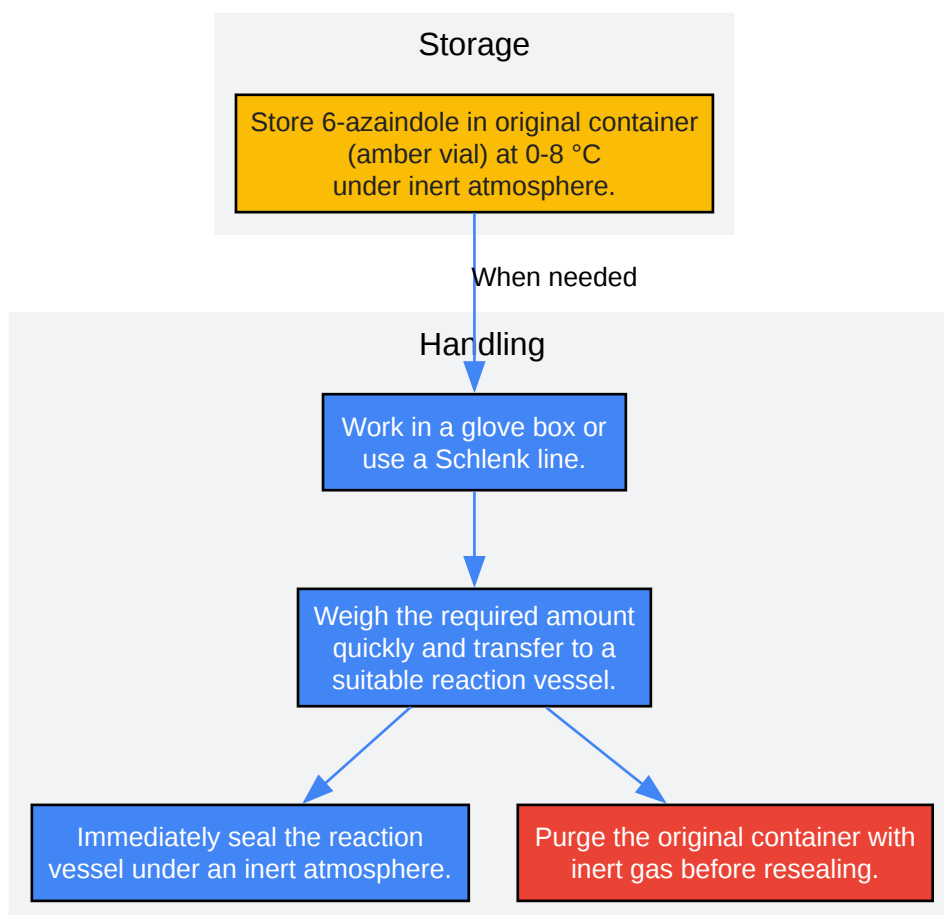 Storage
Store 6-azaindole in original container
(amber vial) at 0-8 °C
under inert atmosphere.
When needed
Handling
Work in a glove box or
use a Schlenk line.
Weigh the required amount
quickly and transfer to a
suitable reaction vessel.
Immediately seal the reaction
vessel under an inert atmosphere.
Purge the original container with
inert gas before resealing.